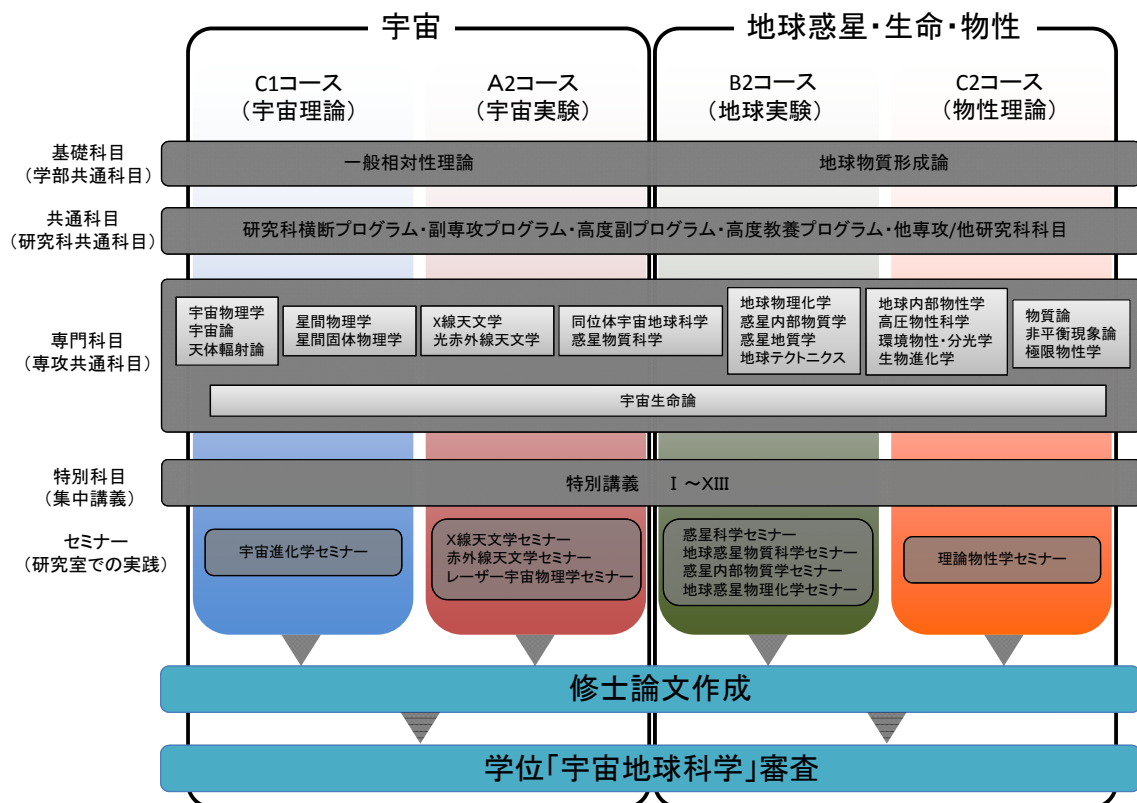 宇宙
地球惑星・生命・物性
C1コース
（宇宙理論）
A2コース
（宇宙実験）
B2コース
（地球実験）
C2コース
（物性理論）
基礎科目
（学部共通科目）
一般相対性理論
地球物質形成論
共通科目
（研究科共通科目）
研究科横断プログラム・副専攻プログラム・高度副プログラム・高度教養プログラム・他専攻/他研究科科目
専門科目
（専攻共通科目）
宇宙物理学
宇宙論
天体輻射論
星間物理学
星間固体物理学
X線天文学
光赤外線天文学
同位体宇宙地球科学
惑星物質科学
地球物理化学
惑星内部物質学
惑星地質学
地球テクトニクス
地球内部物性学
高圧物性科学
環境物性・分光学
生物進化学
物質論
非平衡現象論
極限物性学
宇宙生命論
特別科目
（集中講義）
特別講義　Ⅰ～XIII
セミナー
（研究室での実践）
宇宙進化学セミナー
X線天文学セミナー
赤外線天文学セミナー
レーザー宇宙物理学セミナー
惑星科学セミナー
地球惑星物質科学セミナー
惑星内部物質学セミナー
地球惑星物理化学セミナー
理論物性学セミナー
修士論文作成
学位「宇宙地球科学」審査